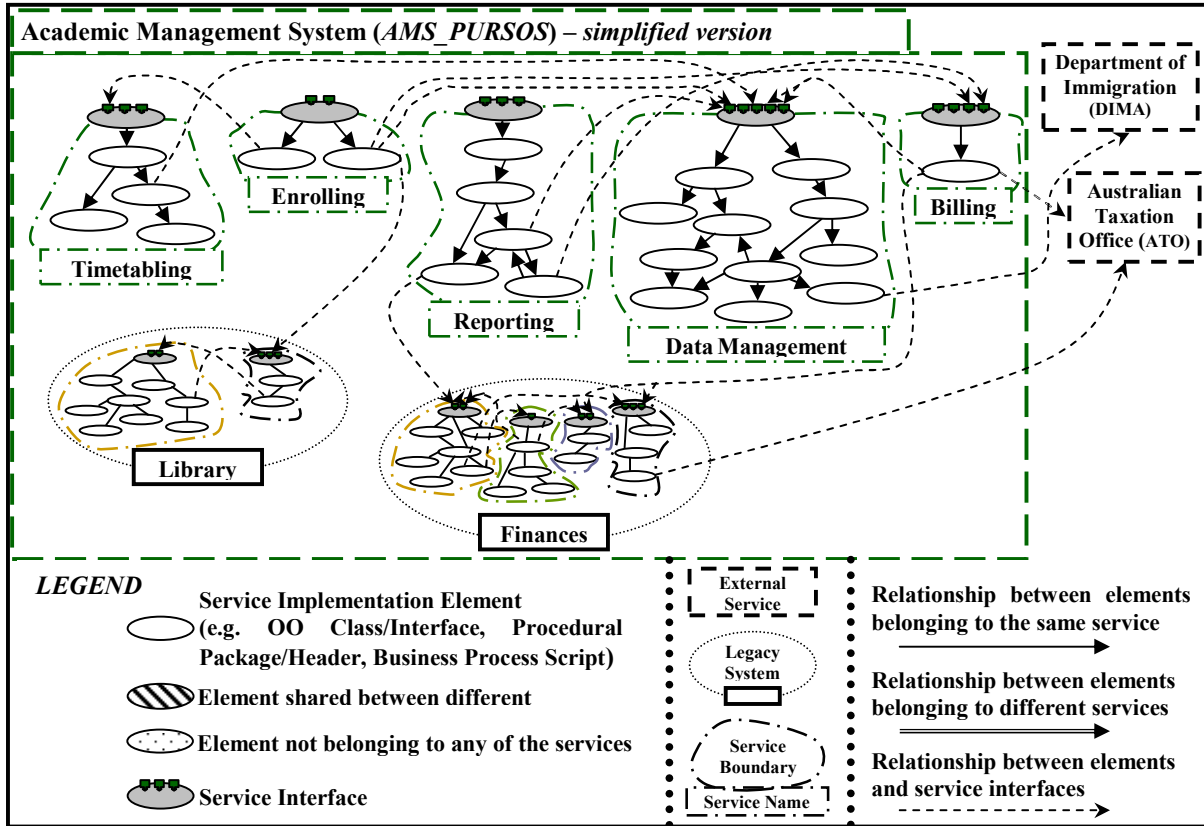 Academic Management System (AMS_PURSOS) – simplified version
Department of
Immigration
(DIMA)
Australian
Taxation
Office (ATO)
Timetabling
Enrolling
Reporting
Data Management
Billing
Library
Finances
LEGEND
Service Implementation Element
(e.g. OO Class/Interface, Procedural
Package/Header, Business Process Script)
Element shared between different
Element not belonging to any of the services
Service Interface
External
Service
Legacy
System
Service
Boundary
Service Name
Relationship between elements
belonging to the same service
Relationship between elements
belonging to different services
Relationship between elements
and service interfaces